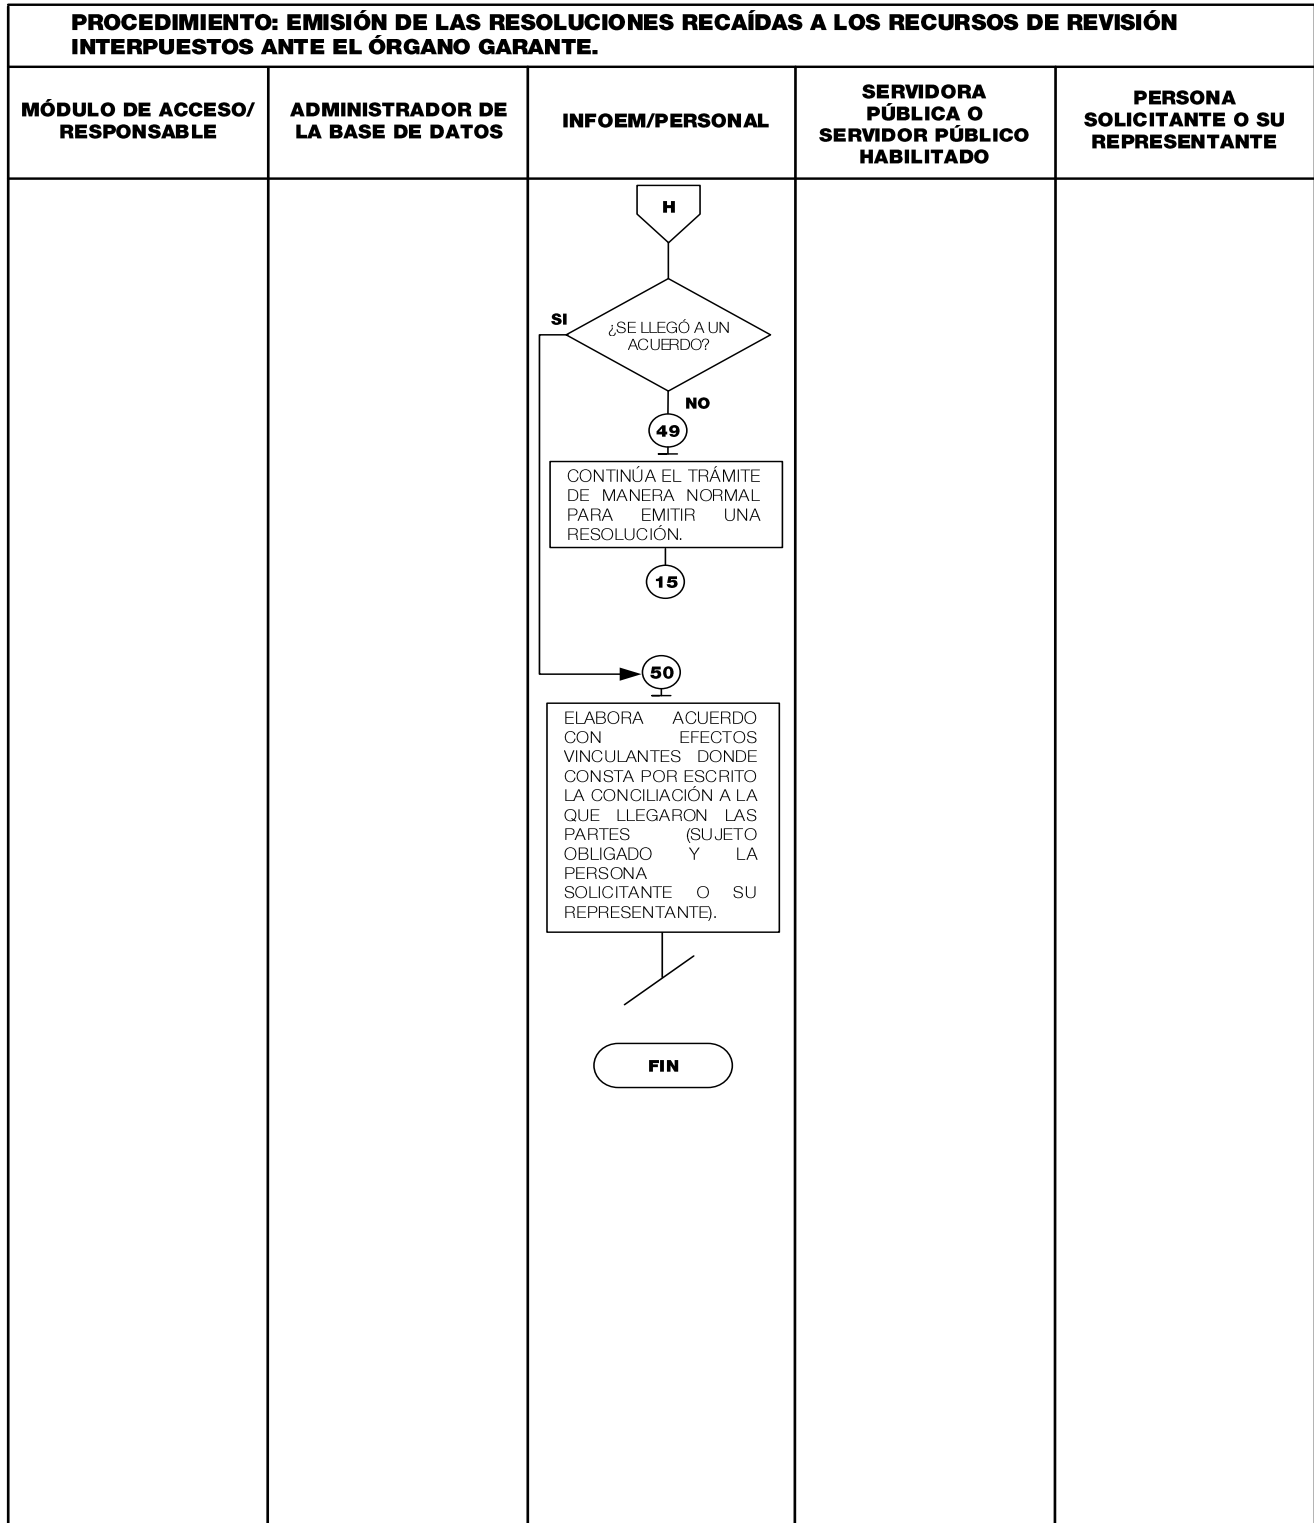 PROCEDIMIENTO: EMISIÓN DE LAS RESOLUCIONES RECAÍDAS A LOS RECURSOS DE REVISIÓN
INTERPUESTOS ANTE EL ÓRGANO GARANTE.
MÓDULO DE ACCESO/
RESPONSABLE
ADMINISTRADOR DE
LA BASE DE DATOS
INFOEM/PERSONAL
SERVIDORA
PÚBLICA O
SERVIDOR PÚBLICO
HABILITADO
PERSONA
SOLICITANTE O SU
REPRESENTANTE
H
SI
¿SE LLEGÓ A UN
ACUERDO?
NO
49
CONTINÚA EL TRÁMITE
DE MANERA NORMAL
PARA EMITIR UNA
RESOLUCIÓN.
15
50
ELABORA ACUERDO
CON EFECTOS
VINCULANTES DONDE
CONSTA POR ESCRITO
LA CONCILIACIÓN A LA
QUE LLEGARON LAS
PARTES (SUJETO
OBLIGADO Y LA
PERSONA
SOLICITANTE O SU
REPRESENTANTE).
FIN